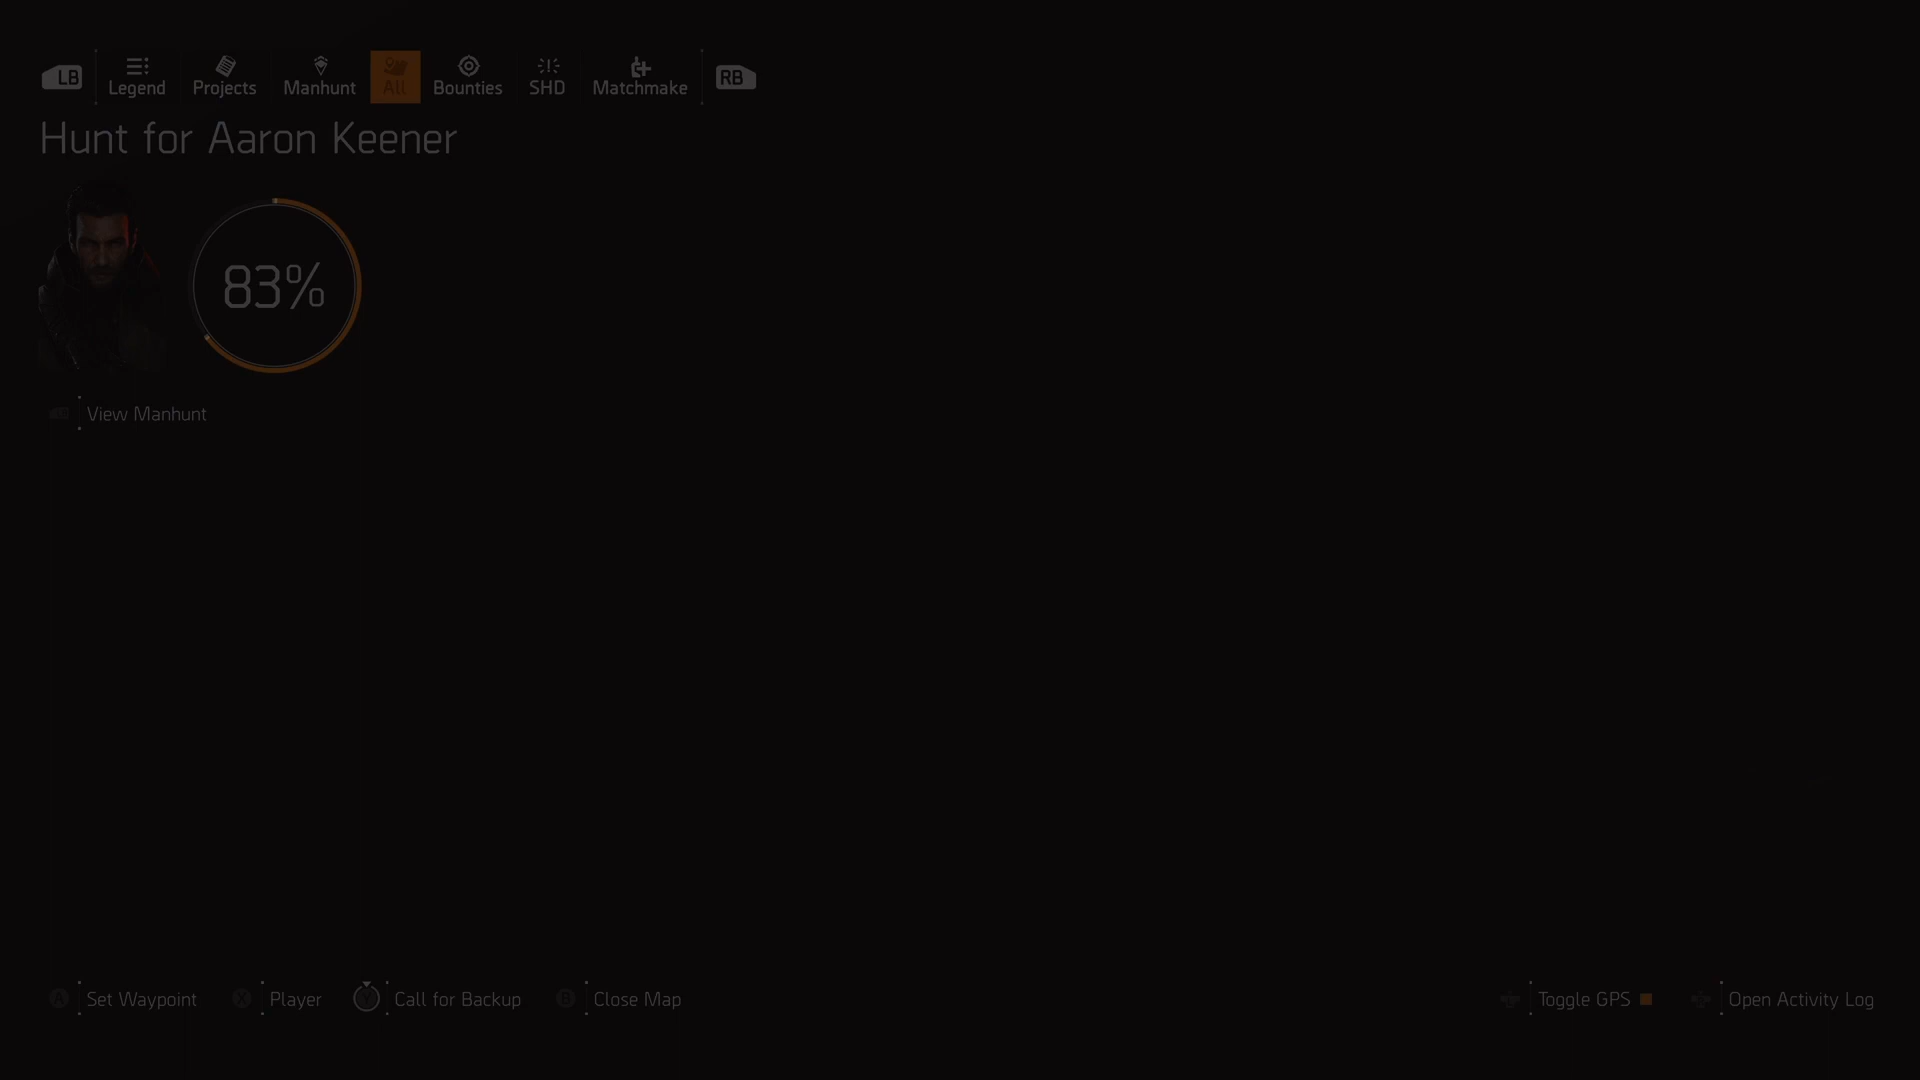 LB Legend Projects Manhunt All Bounties SHD Matchmake RB
Hunt for Aaron Keener
83%
View Manhunt
A Set Waypoint X Player Y Call for Backup B Close Map Toggle GPS Open Activity Log